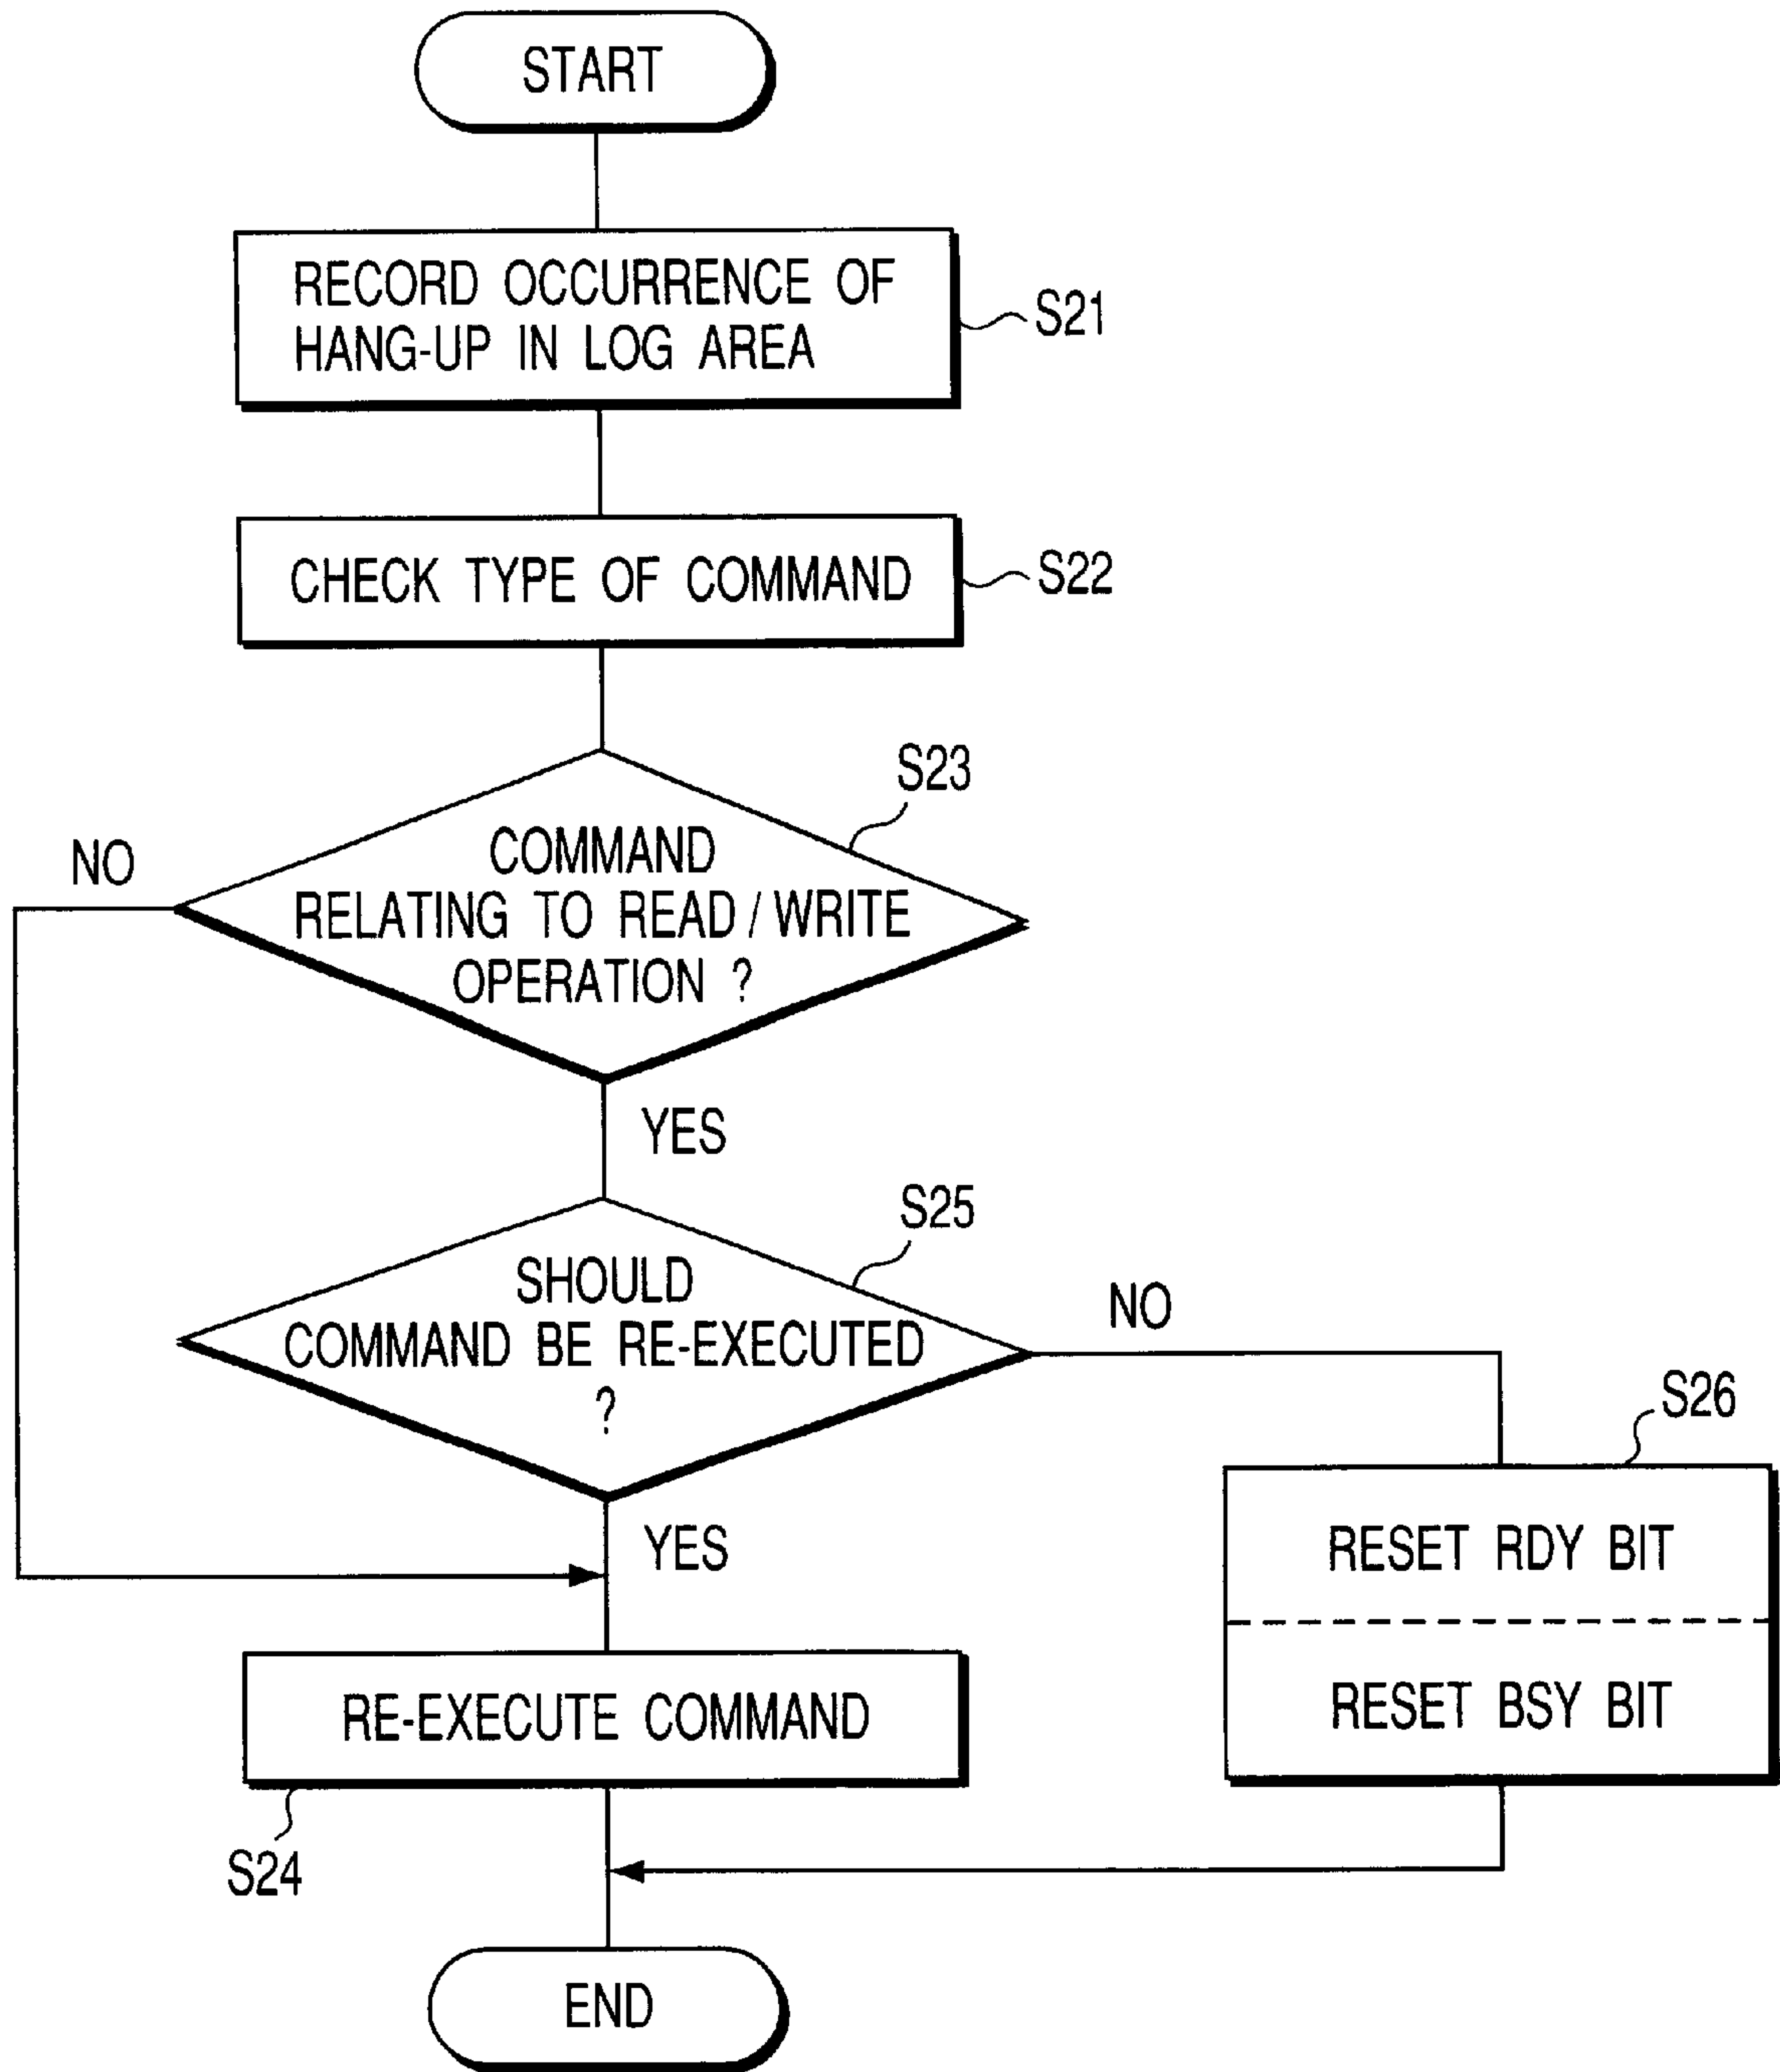 START
RECORD OCCURRENCE OF
HANG-UP IN LOG AREA
S21
CHECK TYPE OF COMMAND
S22
S23
NO
COMMAND
RELATING TO READ / WRITE
OPERATION ?
YES
S25
SHOULD
COMMAND BE RE-EXECUTED
?
NO
S26
YES
RESET RDY BIT
RESET BSY BIT
RE-EXECUTE COMMAND
S24
END